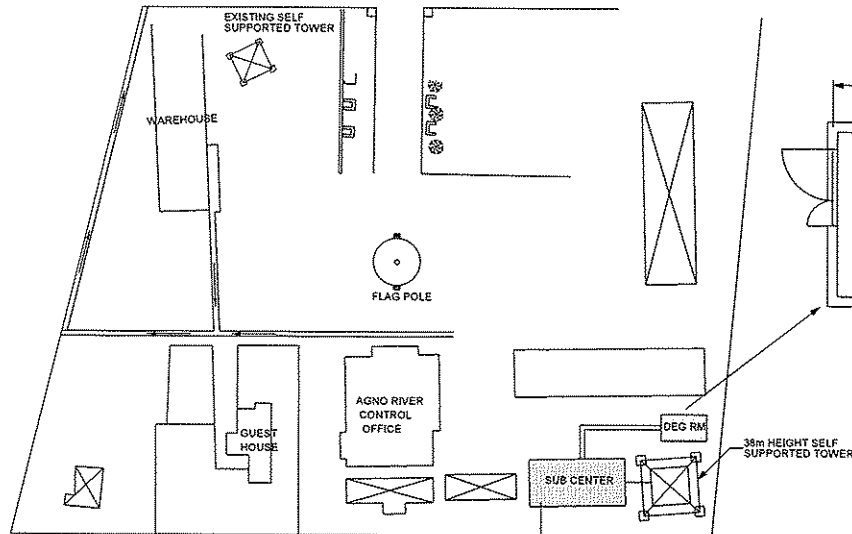 EXISTING SELF
SUPPORTED TOWER
WAREHOUSE
FLAG POLE
AGNO RIVER
CONTROL
OFFICE
GUEST
HOUSE
DEG RM
38m HEIGHT SELF
SUPPORTED TOWER
SUB CENTER